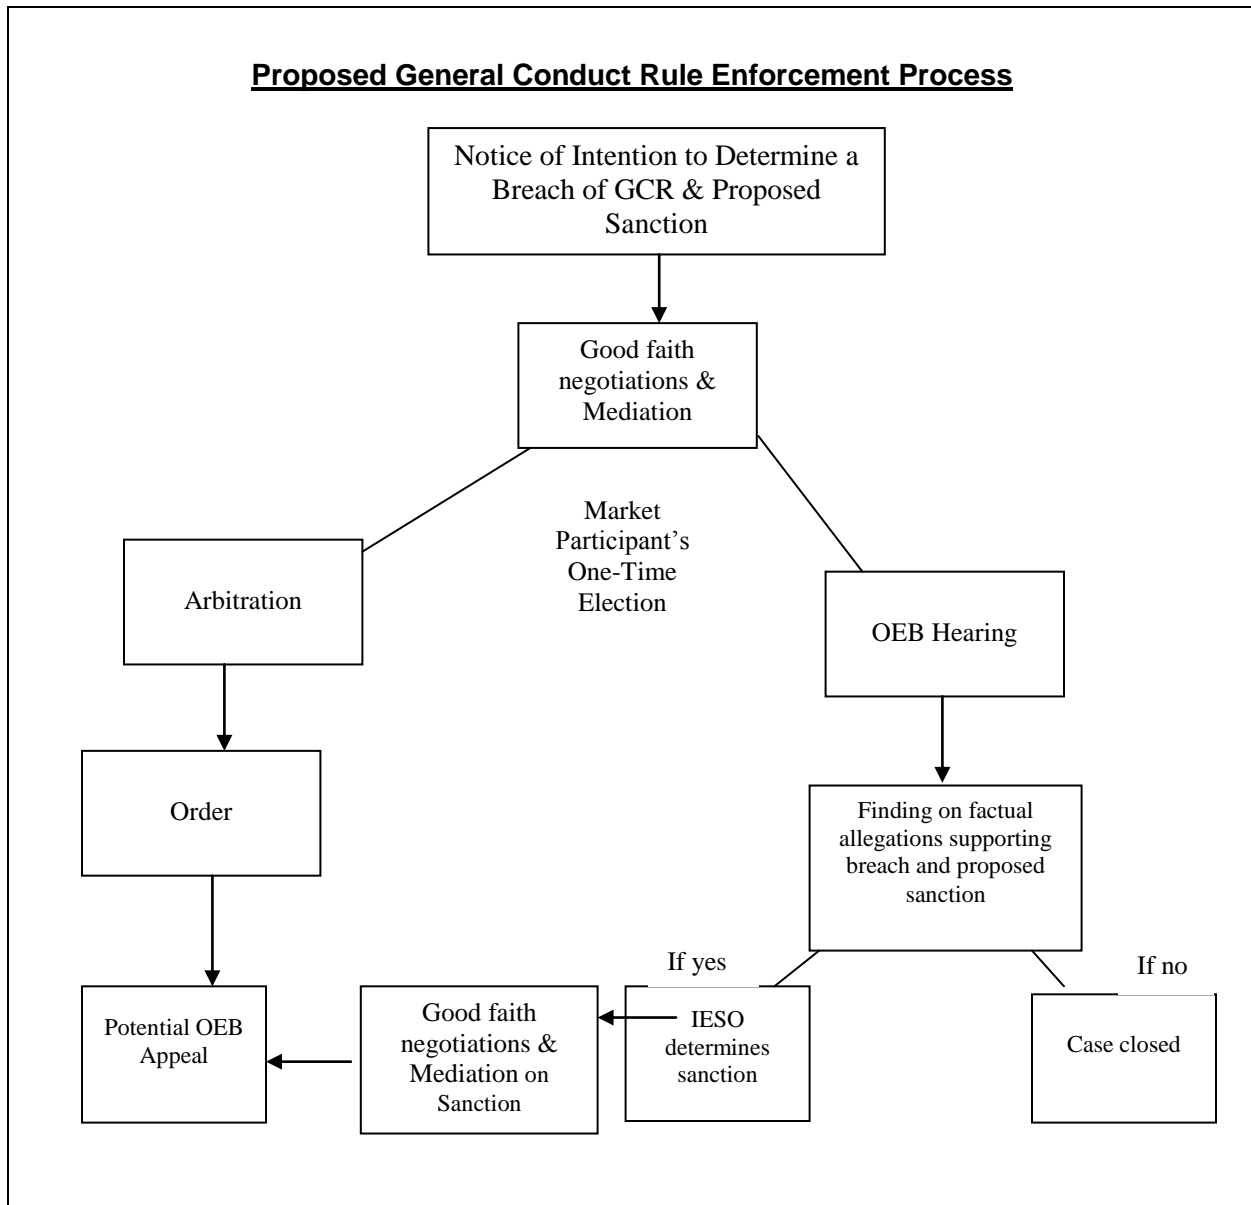 Proposed General Conduct Rule Enforcement Process
Notice of Intention to Determine a
Breach of GCR & Proposed
Sanction
Good faith
negotiations &
Mediation
Market
Participant’s
One-Time
Election
Arbitration
OEB Hearing
Order
Finding on factual
allegations supporting
breach and proposed
sanction
If yes
If no
Potential OEB
Appeal
Good faith
negotiations &
Mediation on
Sanction
IESO
determines
sanction
Case closed